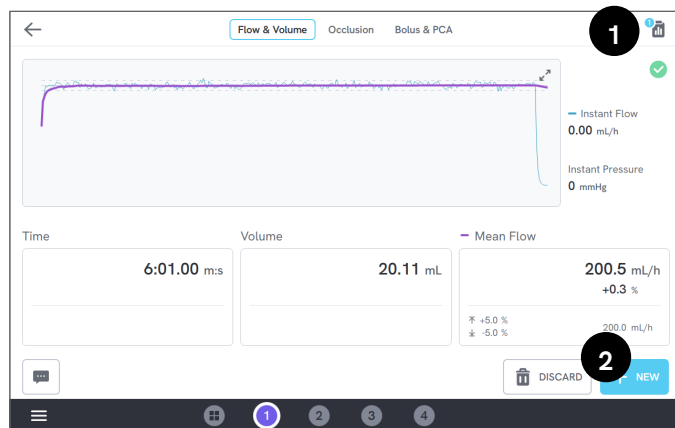 Flow & Volume Occlusion Bolus & PCA
1
1
Instant Flow
0.00 mL/h
Instant Pressure
0 mmHg
Time Volume Mean Flow
6:01.00 m:s 20.11 mL 200.5 mL/h
+0.3 %
+5.0 %
-5.0 % 200.0 mL/h
2
DISCARD NEW
1 2 3 4